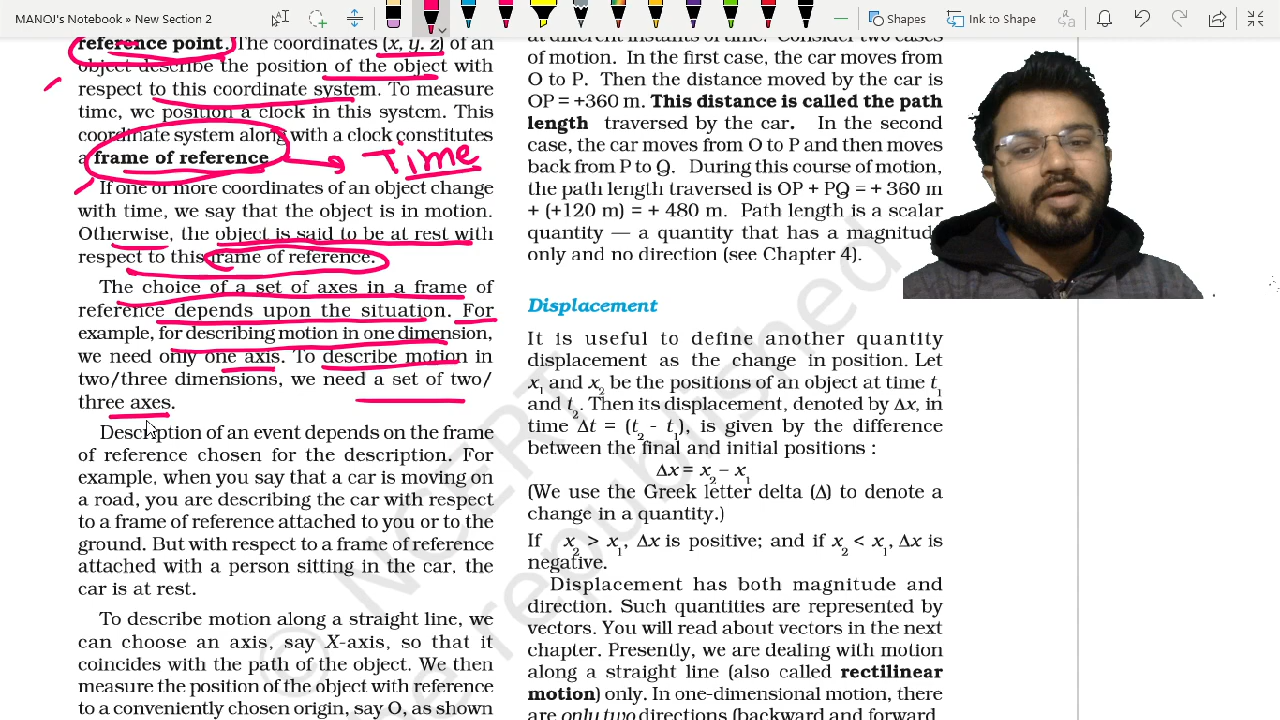 MANOJ's Notebook » New Section 2
Shapes
Ink to Shape
reference point. The coordinates (x, y. z) of an
object describe the position of the object with
respect to this coordinate system. To measure
time, we position a clock in this system. This
coordinate system along with a clock constitutes
a frame of reference
Time
If one or more coordinates of an object change
with time, we say that the object is in motion.
Otherwise, the object is said to be at rest with
respect to this frame of reference.
The choice of a set of axes in a frame of
reference depends upon the situation. For
example, for describing motion in one dimension,
we need only one axis. To describe motion in
two/three dimensions, we need a set of two/
three axes.
Description of an event depends on the frame
of reference chosen for the description. For
example, when you say that a car is moving on
a road, you are describing the car with respect
to a frame of reference attached to you or to the
ground. But with respect to a frame of reference
attached with a person sitting in the car, the
car is at rest.
To describe motion along a straight line, we
can choose an axis, say X-axis, so that it
coincides with the path of the object. We then
measure the position of the object with reference
to a conveniently chosen origin, say O, as shown
at different instants of time. Consider two cases
of motion. In the first case, the car moves from
O to P. Then the distance moved by the car is
OP = +360 m. This distance is called the path
length traversed by the car. In the second
case, the car moves from O to P and then moves
back from P to Q. During this course of motion,
the path length traversed is OP + PQ = + 360 m
+ (+120 m) = + 480 m. Path length is a scalar
quantity — a quantity that has a magnitude
only and no direction (see Chapter 4).
Displacement
It is useful to define another quantity
displacement as the change in position. Let
x₁ and x₂ be the positions of an object at time t₁
and t₂. Then its displacement, denoted by Δx, in
time Δt = (t₂ - t₁), is given by the difference
between the final and initial positions :
Δx = x₂ – x₁
(We use the Greek letter delta (Δ) to denote a
change in a quantity.)
If x₂ > x₁, Δx is positive; and if x₂ < x₁, Δx is
negative.
Displacement has both magnitude and
direction. Such quantities are represented by
vectors. You will read about vectors in the next
chapter. Presently, we are dealing with motion
along a straight line (also called rectilinear
motion) only. In one-dimensional motion, there
are only two directions (backward and forward,
© NCERT
be republished